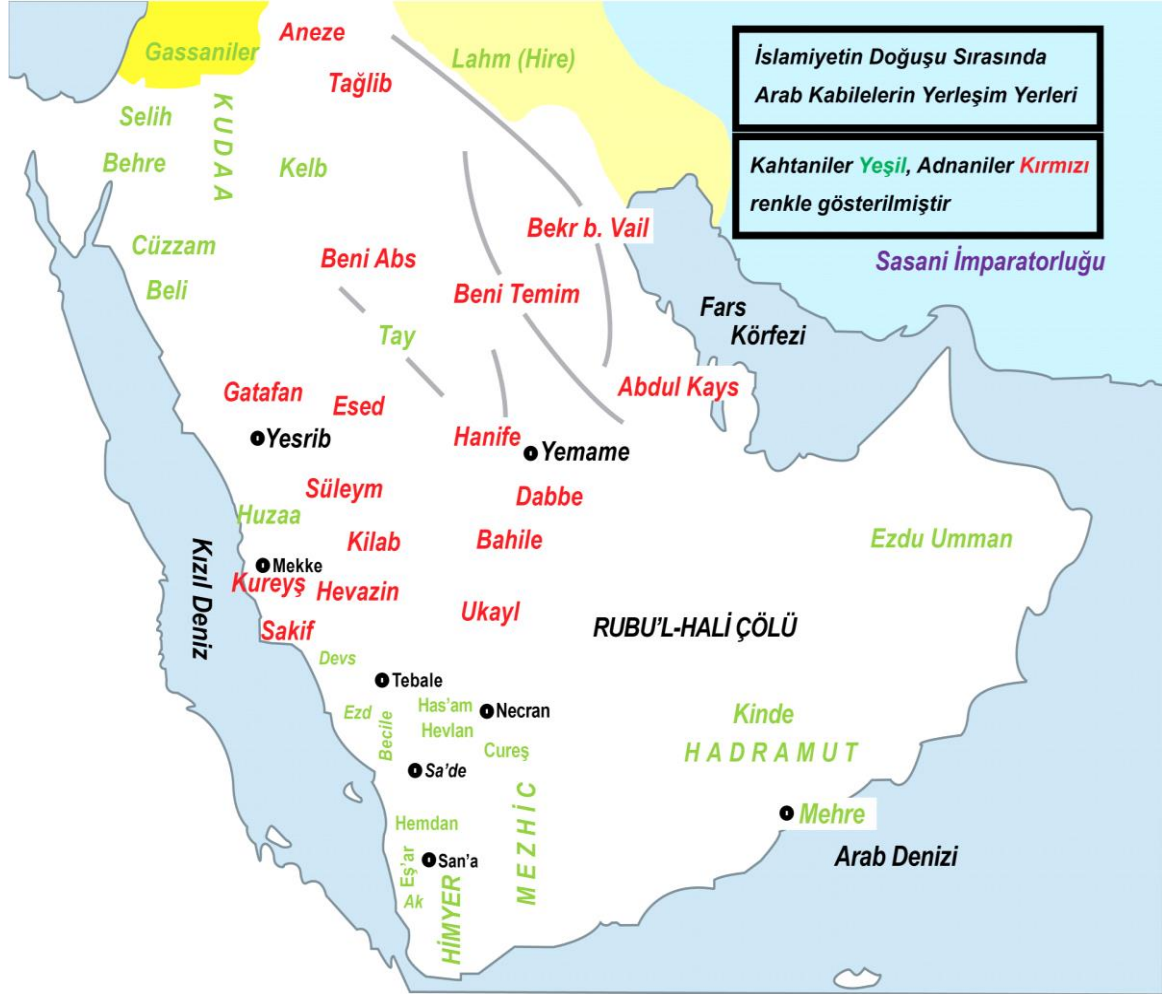 Aneze
Gassaniler
Lahm (Hire)
İslamiyetin Doğuşu Sırasında
Arab Kabilelerin Yerleşim Yerleri
Tağlib
Selih
KUDAA
Behre
Kelb
Kahtaniler Yeşil, Adnaniler Kırmızı
renkle gösterilmiştir
Bekr b. Vail
Cüzzam
Beni Abs
Sasani İmparatorluğu
Beli
Beni Temim
Fars
Körfezi
Tay
Gatafan
Esed
Abdul Kays
Yesrib
Hanife
Yemame
Süleym
Dabbe
Huzaa
Kilab
Bahile
Ezdu Umman
Kızıl Deniz
Mekke
Kureyş
Hevazin
Ukayl
Sakif
RUBU'L-HALİ ÇÖLÜ
Devs
Tebale
Ezd
Has'am
Necran
Kinde
Becile
Hevlan
Cureş
HADRAMUT
Sa'de
MEZHİC
Mehre
Hemdan
Eş'ar
San'a
Arab Denizi
Ak
HİMYER